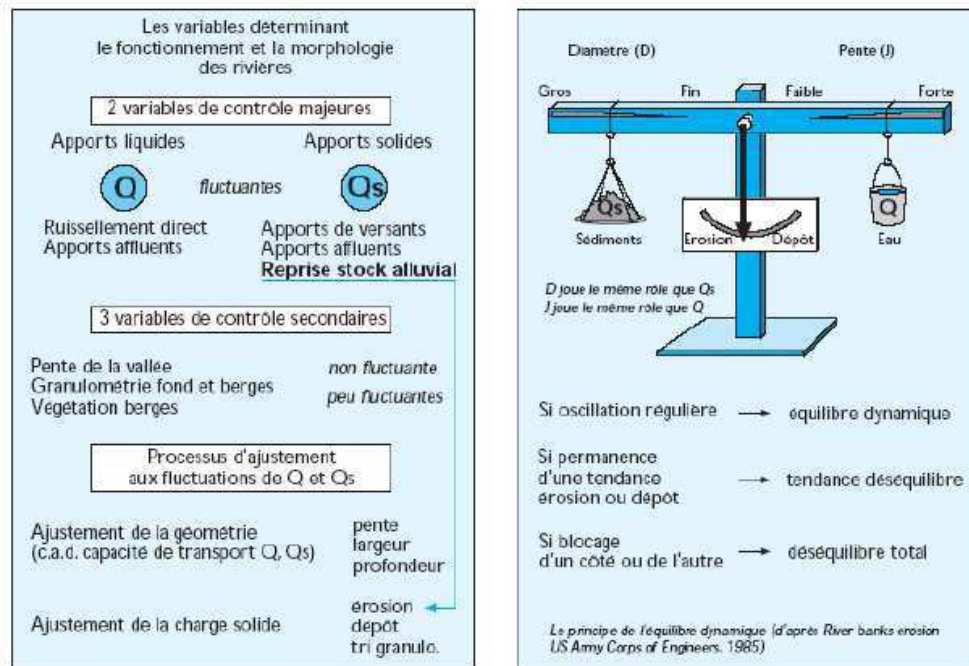 Les variables déterminant
le fonctionnement et la morphologie
des rivières
2 variables de contrôle majeures
Apports liquides
Apports solides
Q
fluctuantes
Qs
Ruissellement direct
Apports affluents
Apports de versants
Apports affluents
Reprise stock alluvial
3 variables de contrôle secondaires
Pente de la vallée
non fluctuante
Granulométrie fond et berges
Végétation berges
peu fluctuantes
Processus d'ajustement
aux fluctuations de Q et Qs
Ajustement de la géométrie
(c.a.d. capacité de transport Q, Qs)
pente
largeur
profondeur
Ajustement de la charge solide
érosion
dépôt
tri granulo.
Diamètre (D)
Pente (J)
Gros
Fin
Faible
Forte
Qs
Q
Sédiments
Erosion
Dépôt
Eau
D joue le même rôle que Qs
J joue le même rôle que Q
Si oscillation régulière
équilibre dynamique
Si permanence
d'une tendance
érosion ou dépôt
tendance déséquilibre
Si blocage
d'un côté ou de l'autre
déséquilibre total
Le principe de l'équilibre dynamique (d'après River banks erosion
US Army Corps of Engineers. 1985)